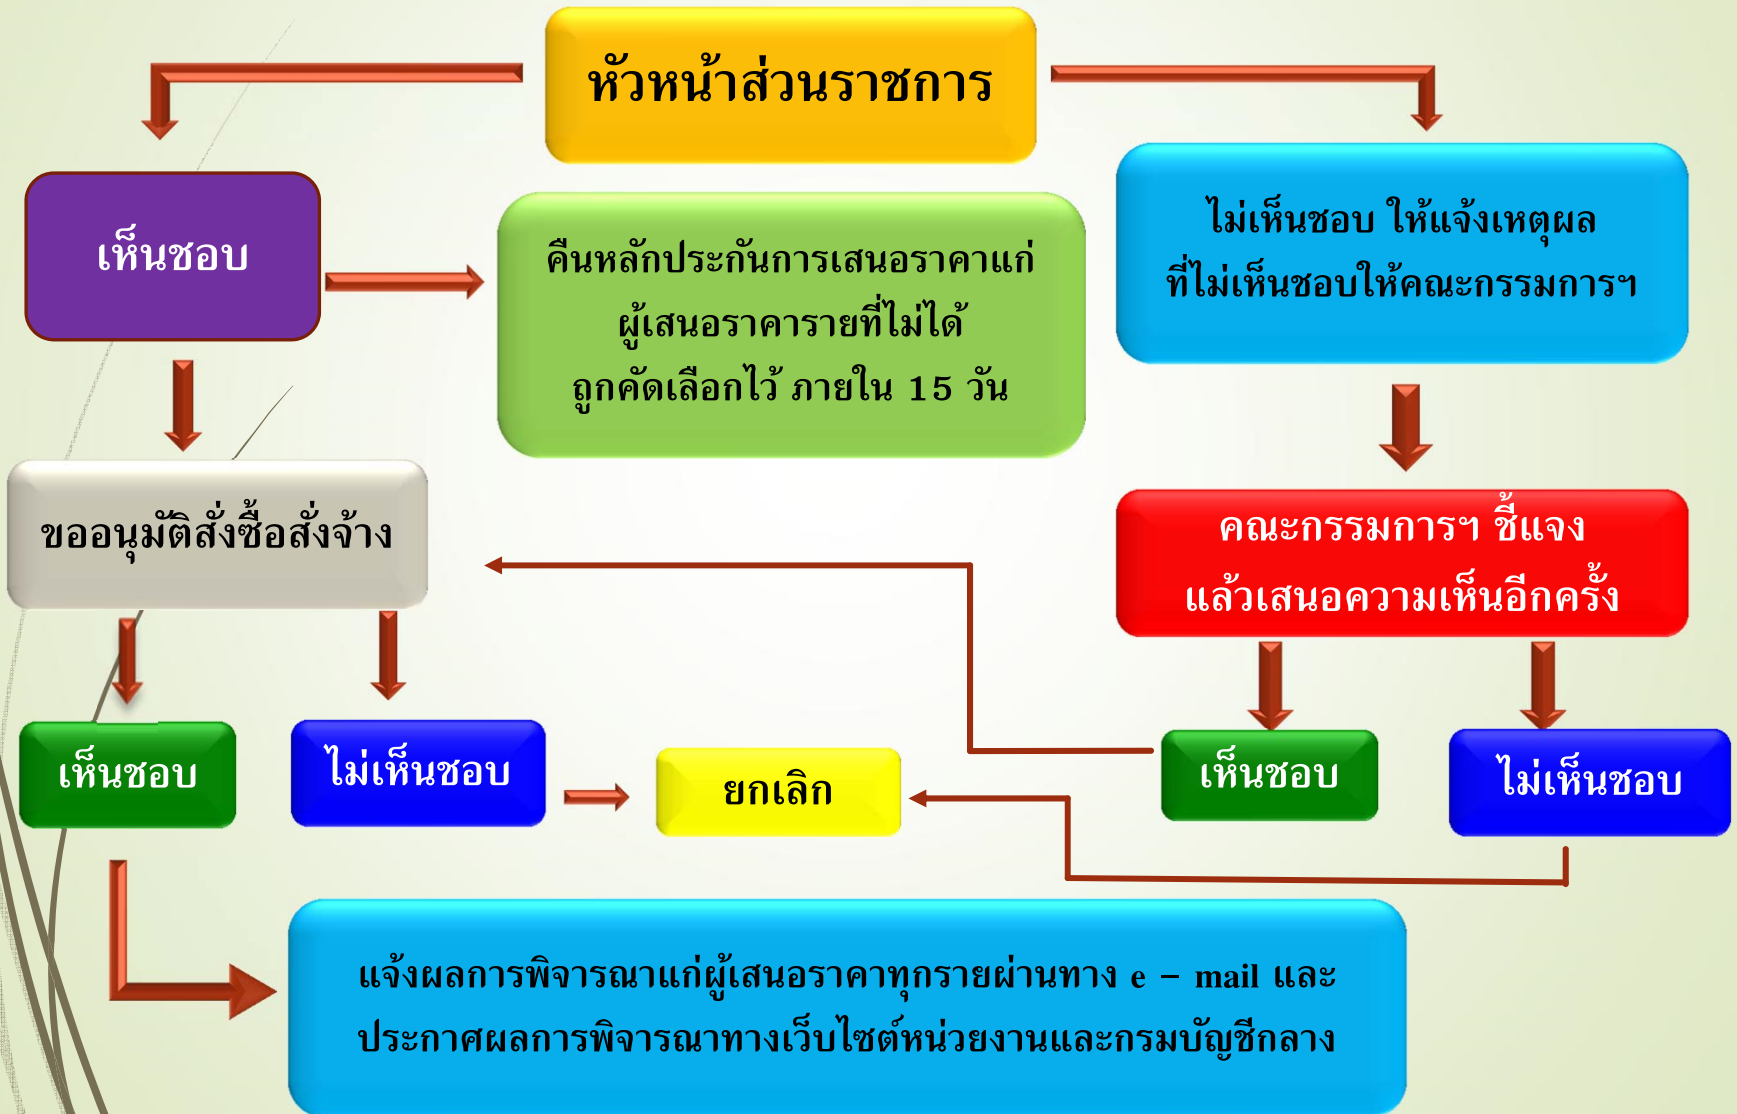 หัวหน้าส่วนราชการ
เห็นชอบ
คืนหลักประกันการเสนอราคาแก่
ผู้เสนอราคารายที่ไม่ได้
ถูกคัดเลือกไว้ ภายใน 15 วัน
ไม่เห็นชอบ ให้แจ้งเหตุผล
ที่ไม่เห็นชอบให้คณะกรรมการฯ
ขออนุมัติสั่งซื้อสั่งจ้าง
คณะกรรมการฯ ชี้แจง
แล้วเสนอความเห็นอีกครั้ง
เห็นชอบ
ไม่เห็นชอบ
ยกเลิก
เห็นชอบ
ไม่เห็นชอบ
แจ้งผลการพิจารณาแก่ผู้เสนอราคาทุกรายผ่านทาง e – mail และ
ประกาศผลการพิจารณาทางเว็บไซต์หน่วยงานและกรมบัญชีกลาง